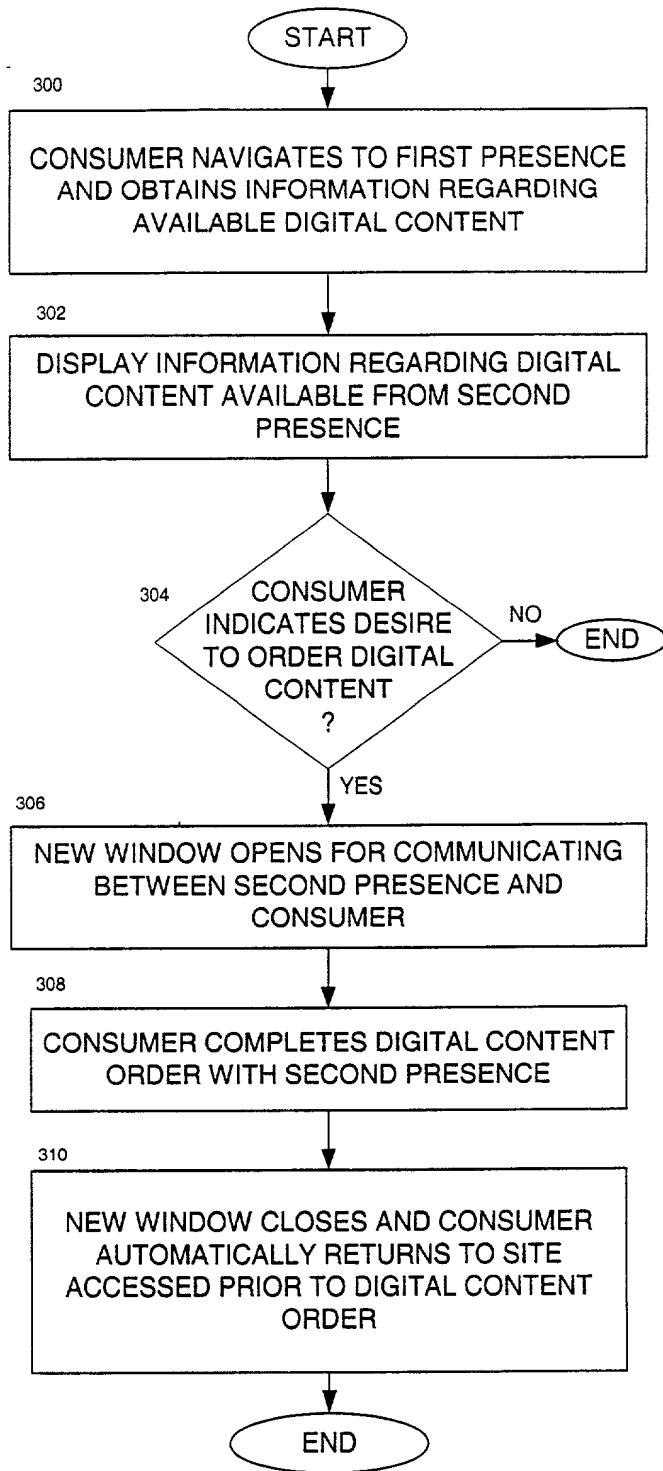 START
300
CONSUMER NAVIGATES TO FIRST PRESENCE
AND OBTAINS INFORMATION REGARDING
AVAILABLE DIGITAL CONTENT
302
DISPLAY INFORMATION REGARDING DIGITAL
CONTENT AVAILABLE FROM SECOND
PRESENCE
304
CONSUMER
INDICATES DESIRE
TO ORDER DIGITAL
CONTENT
?
NO
END
YES
306
NEW WINDOW OPENS FOR COMMUNICATING
BETWEEN SECOND PRESENCE AND
CONSUMER
308
CONSUMER COMPLETES DIGITAL CONTENT
ORDER WITH SECOND PRESENCE
310
NEW WINDOW CLOSES AND CONSUMER
AUTOMATICALLY RETURNS TO SITE
ACCESSED PRIOR TO DIGITAL CONTENT
ORDER
END